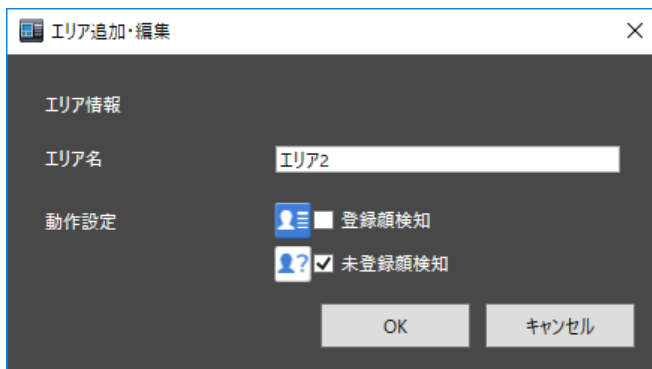 エリア追加・編集
エリア情報
エリア名 エリア2
動作設定 登録顔検知
未登録顔検知
OK キャンセル